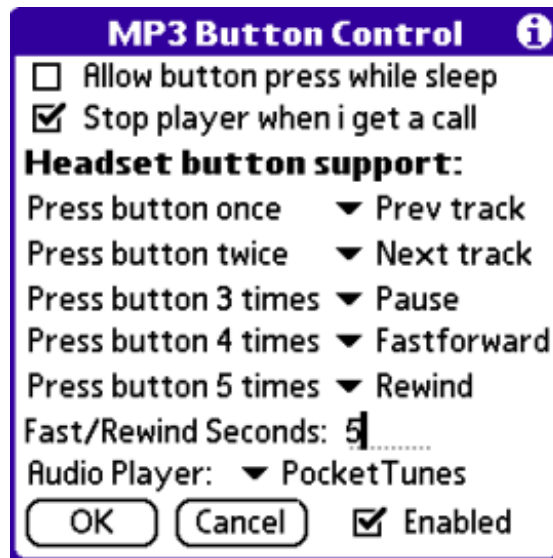 MP3 Button Control i
Allow button press while sleep
Stop player when i get a call
Headset button support:
Press button once Prev track
Press button twice Next track
Press button 3 times Pause
Press button 4 times Fastforward
Press button 5 times Rewind
Fast/Rewind Seconds: 5
Audio Player: PocketTunes
OK Cancel Enabled